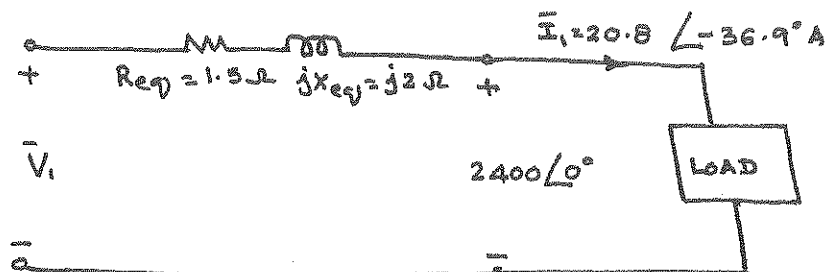 Ī₁=20.8 ∠-36.9° A
+ Req = 1.5 Ω jxeq=j2 Ω +
V̄₁ 2400∠0° LOAD
- -